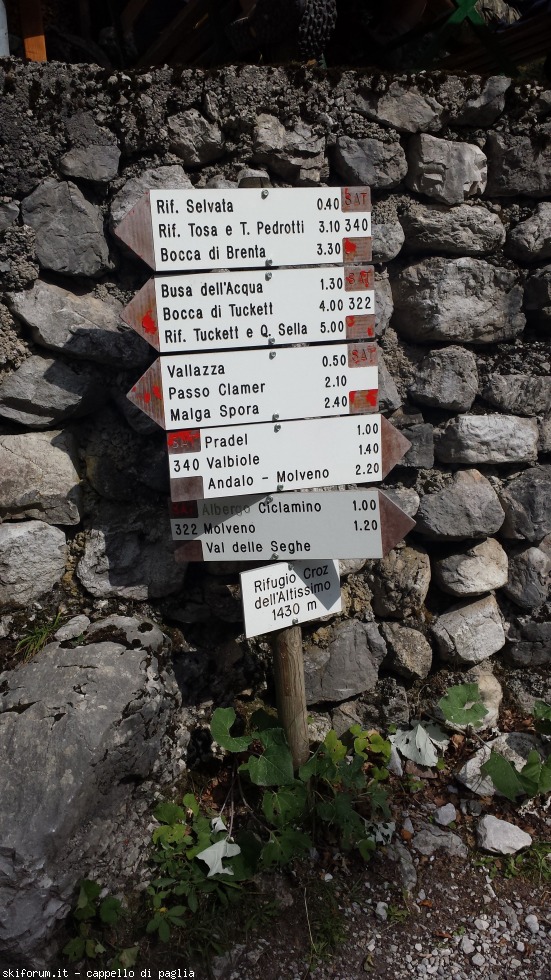 Rif. Selvata 0.40 SAT
Rif. Tosa e T. Pedrotti 3.10 340
Bocca di Brenta 3.30
Busa dell'Acqua 1.30 SAT
Bocca di Tuckett 4.00 322
Rif. Tuckett e Q. Sella 5.00
Vallazza 0.50 SAT
Passo Clamer 2.10
Malga Spora 2.40
SAT Pradel 1.00
340 Valbiole 1.40
Andalo - Molveno 2.20
SAT Albergo Ciclamino 1.00
322 Molveno 1.20
Val delle Seghe
Rifugio Croz
dell'Altissimo
1430 m
skiforum.it - cappello di paglia